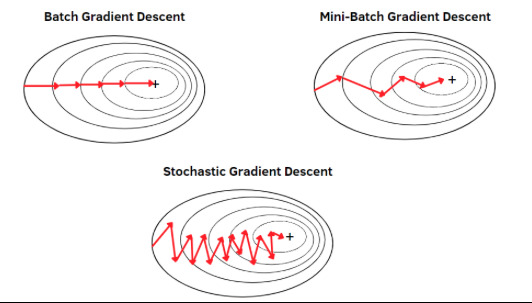 Batch Gradient Descent
Mini-Batch Gradient Descent
Stochastic Gradient Descent